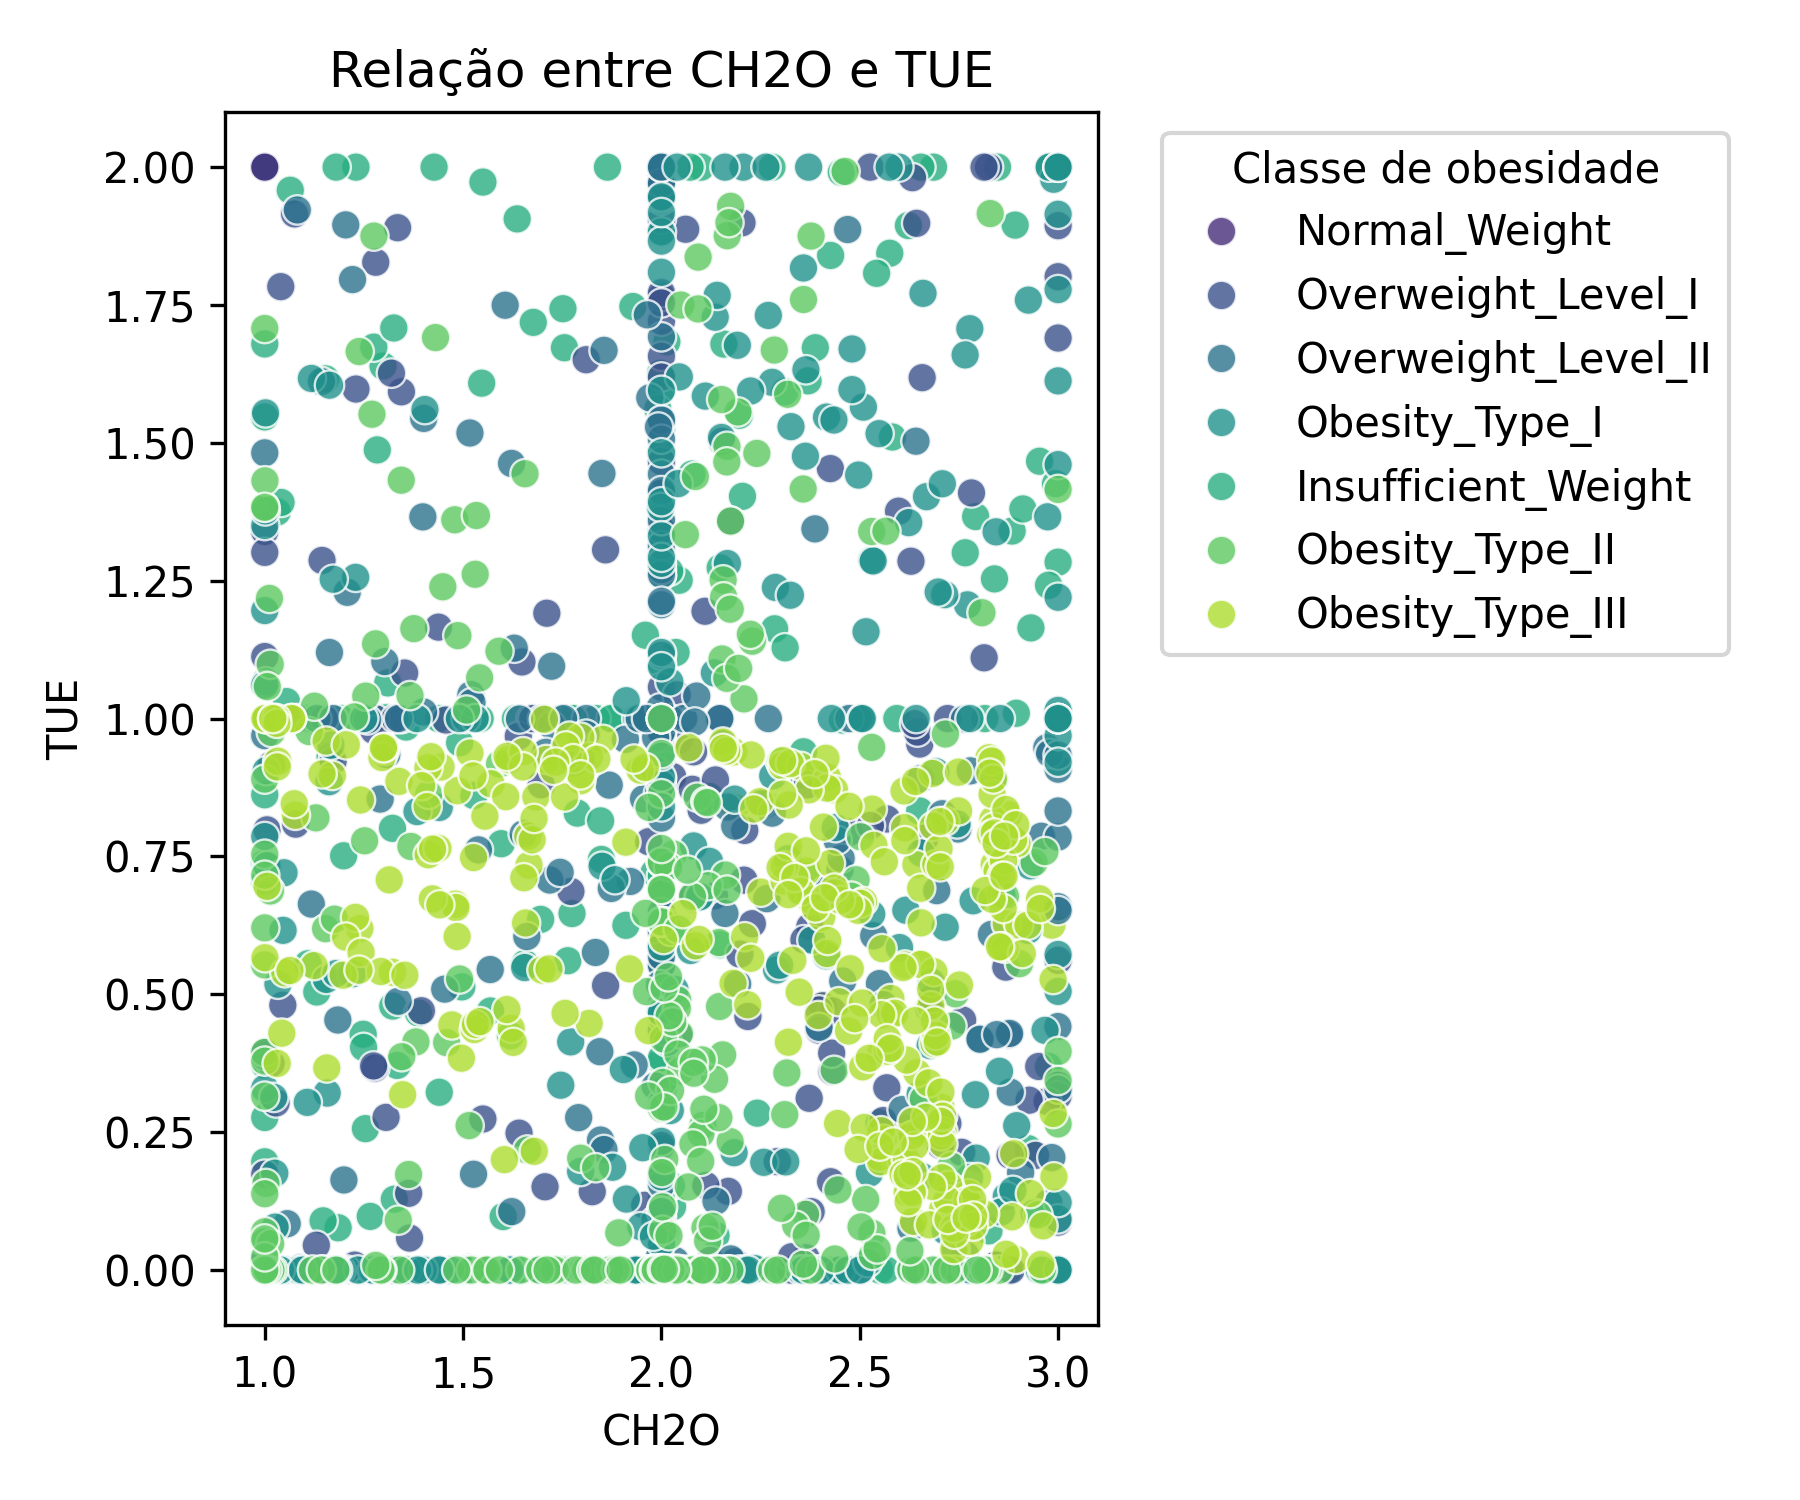 Relação entre CH2O e TUE
Classe de obesidade
Normal_Weight
Overweight_Level_I
Overweight_Level_II
Obesity_Type_I
Insufficient_Weight
Obesity_Type_II
Obesity_Type_III
TUE
2.00
1.75
1.50
1.25
1.00
0.75
0.50
0.25
0.00
1.0 1.5 2.0 2.5 3.0
CH2O